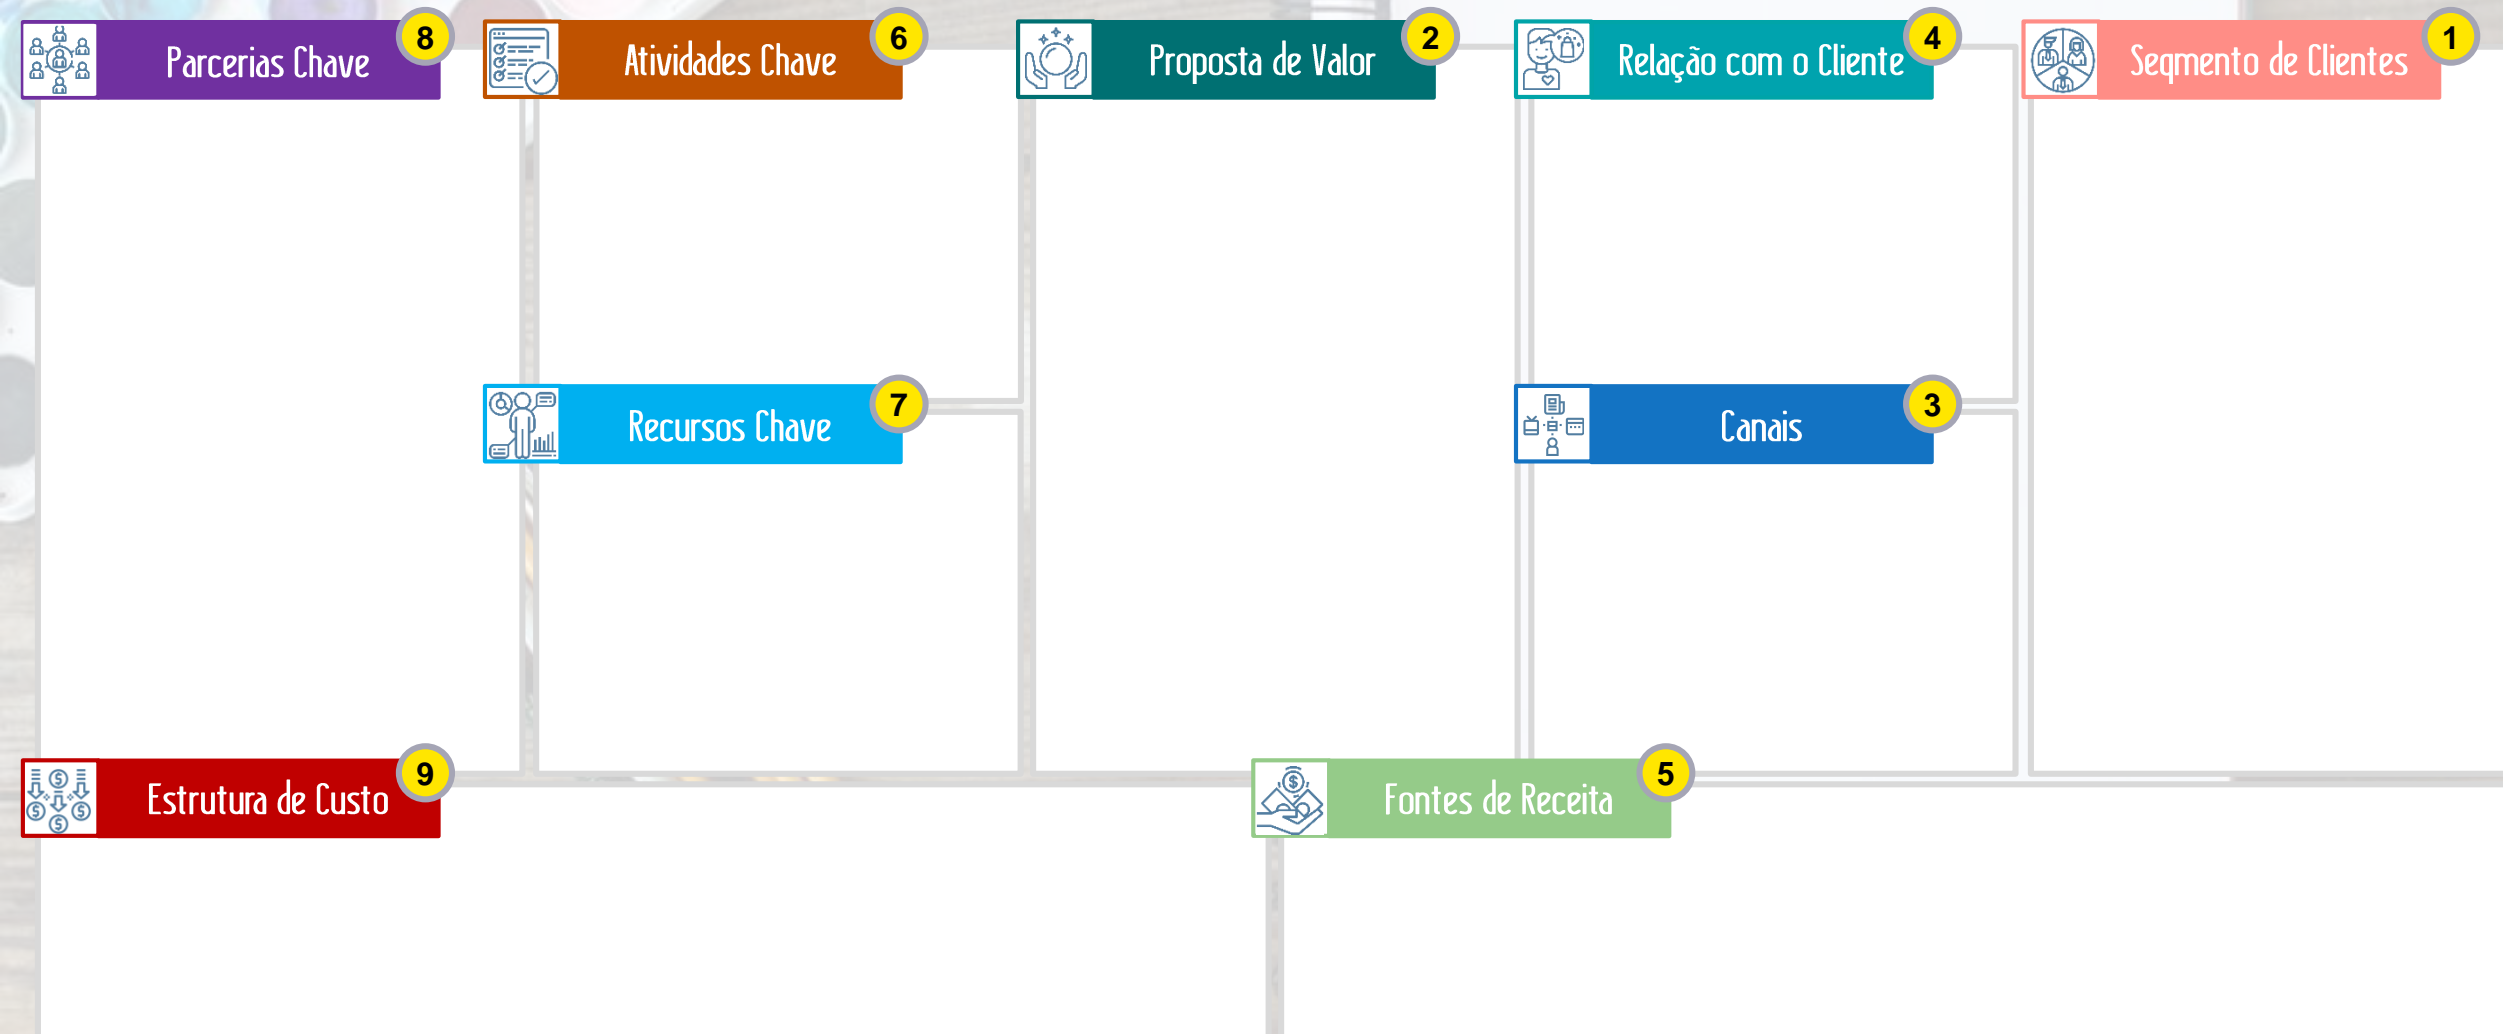 Parcerias Chave
8
Atividades Chave
6
Proposta de Valor
2
Relação com o Cliente
4
Segmento de Clientes
1
Recursos Chave
7
Canais
3
Estrutura de Custo
9
Fontes de Receita
5